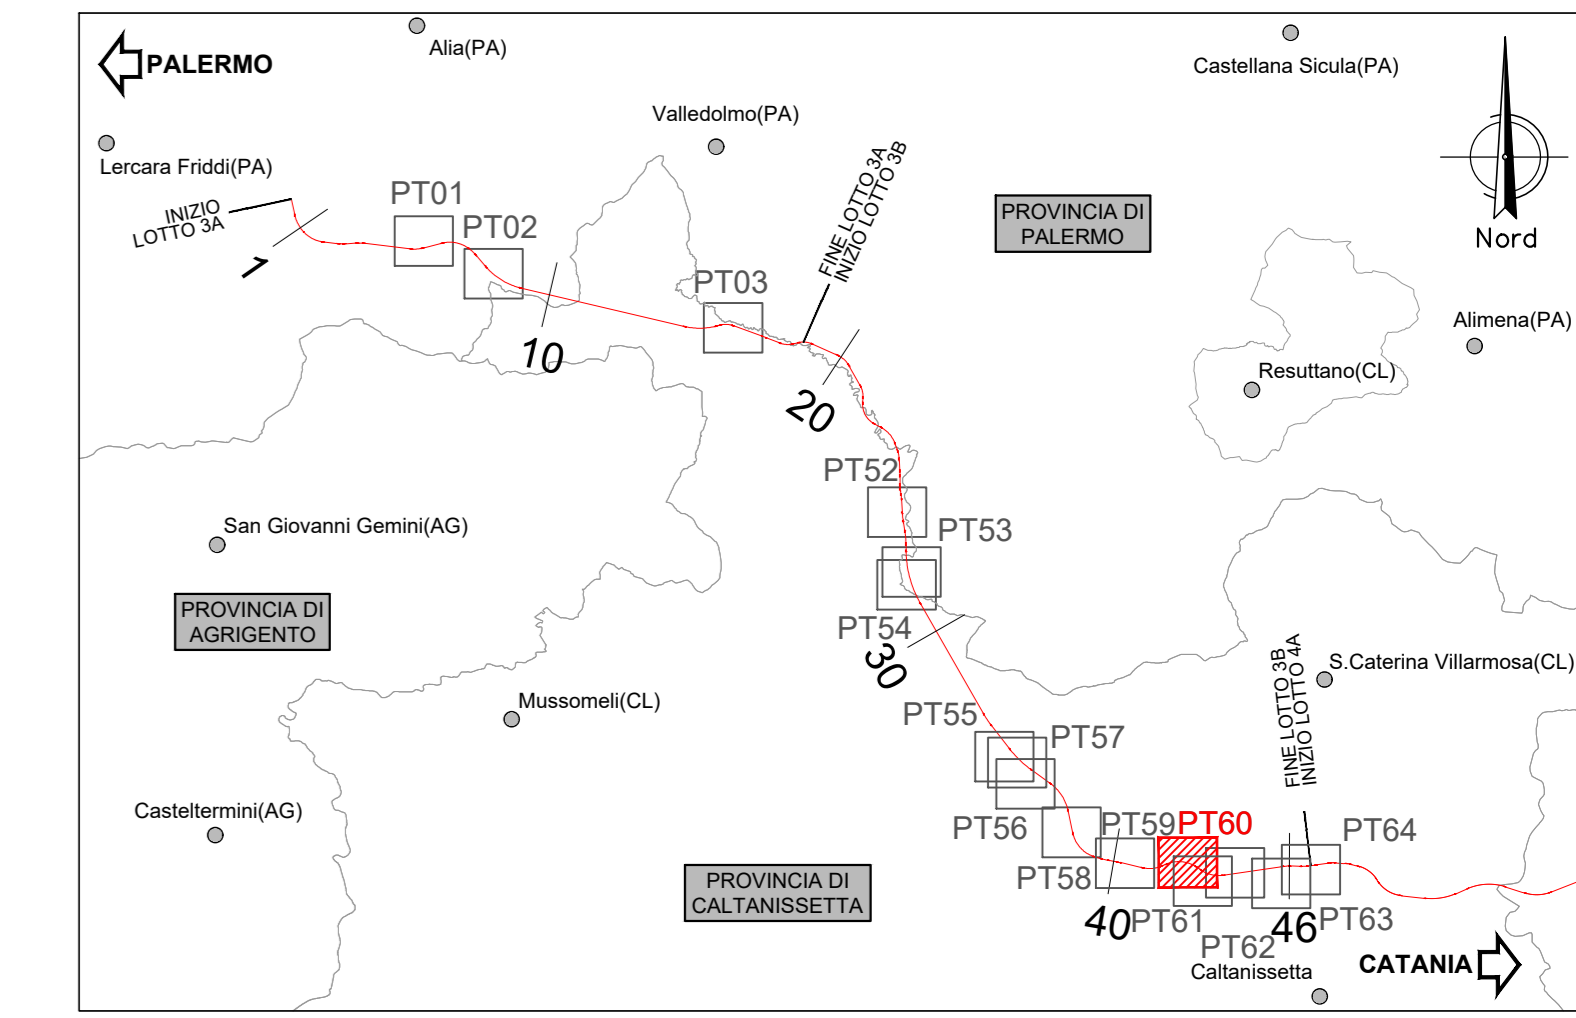 Alia(PA)
PALERMO
Castellana Sicula(PA)
Valledolmo(PA)
Lercara Friddi(PA)
INIZIO
LOTTO 3A
1
PT01
PT02
10
PT03
FINE LOTTO 3A
INIZIO LOTTO 3B
20
PROVINCIA DI
PALERMO
Nord
Alimena(PA)
Resuttano(CL)
PT52
PT53
PT54
30
San Giovanni Gemini(AG)
PROVINCIA DI
AGRIGENTO
Mussomeli(CL)
Casteltermini(AG)
S.Caterina Villarmosa(CL)
FINE LOTTO 3B
INIZIO LOTTO 4A
PT55
PT57
PT56
PT59
PT60
PT64
PT58
PROVINCIA DI
CALTANISSETTA
40
PT61
PT62
46
PT63
Caltanissetta
CATANIA